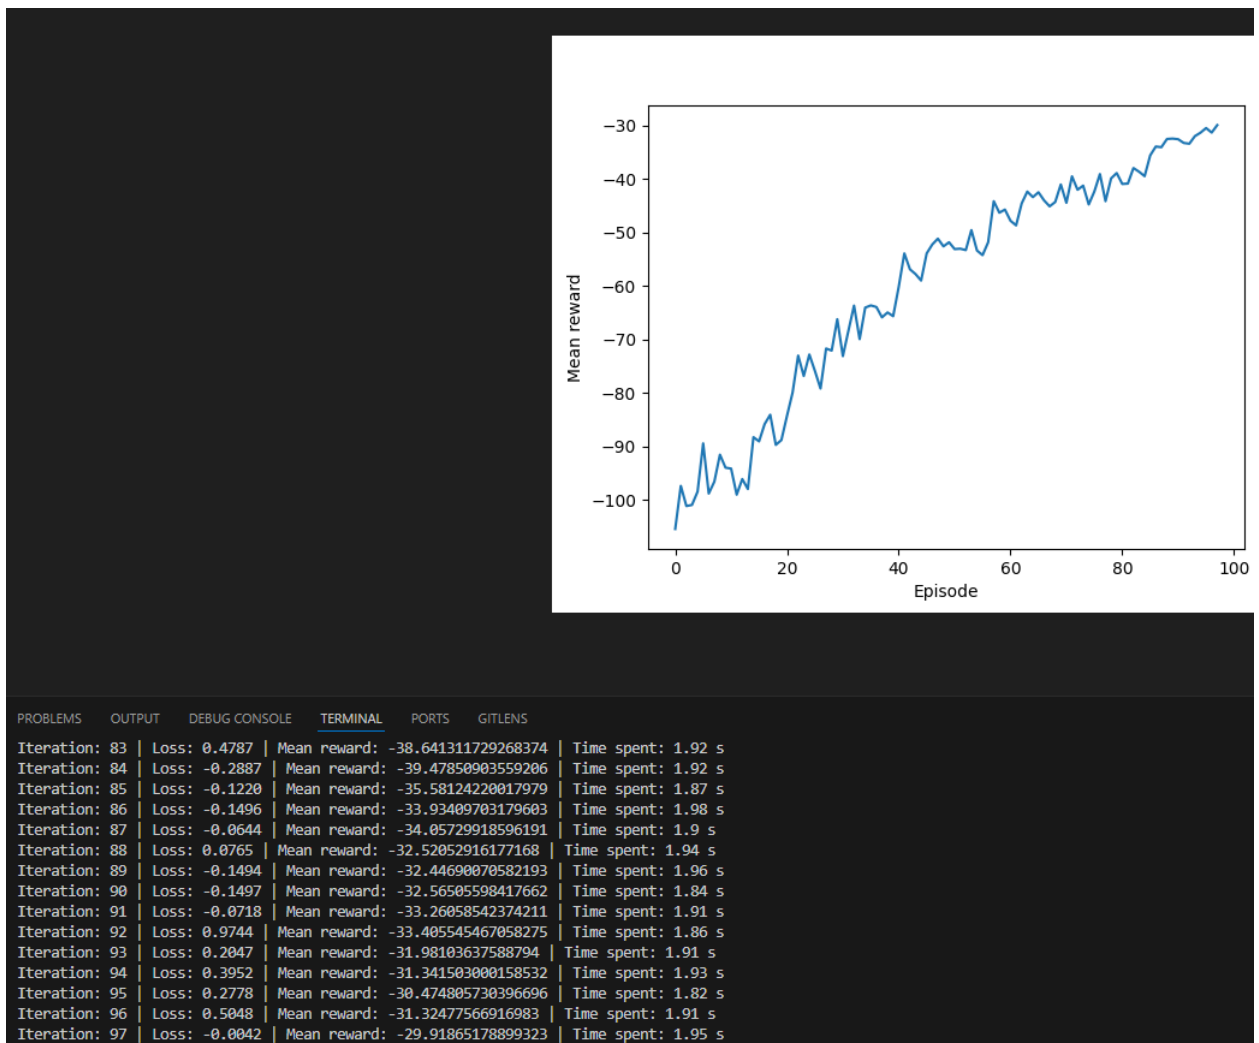 −30
−40
−50
−60
−70
−80
−90
−100
Mean reward
0 20 40 60 80 100
Episode
PROBLEMS OUTPUT DEBUG CONSOLE TERMINAL PORTS GITLENS
Iteration: 83 | Loss: 0.4787 | Mean reward: -38.641311729268374 | Time spent: 1.92 s
Iteration: 84 | Loss: -0.2887 | Mean reward: -39.47850903559206 | Time spent: 1.92 s
Iteration: 85 | Loss: -0.1220 | Mean reward: -35.58124220017979 | Time spent: 1.87 s
Iteration: 86 | Loss: -0.1496 | Mean reward: -33.93409703179603 | Time spent: 1.98 s
Iteration: 87 | Loss: -0.0644 | Mean reward: -34.05729918596191 | Time spent: 1.9 s
Iteration: 88 | Loss: 0.0765 | Mean reward: -32.52052916177168 | Time spent: 1.94 s
Iteration: 89 | Loss: -0.1494 | Mean reward: -32.44690070582193 | Time spent: 1.96 s
Iteration: 90 | Loss: -0.1497 | Mean reward: -32.56505598417662 | Time spent: 1.84 s
Iteration: 91 | Loss: -0.0718 | Mean reward: -33.26058542374211 | Time spent: 1.91 s
Iteration: 92 | Loss: 0.9744 | Mean reward: -33.405545467058275 | Time spent: 1.86 s
Iteration: 93 | Loss: 0.2047 | Mean reward: -31.98103637588794 | Time spent: 1.91 s
Iteration: 94 | Loss: 0.3952 | Mean reward: -31.341503000158532 | Time spent: 1.93 s
Iteration: 95 | Loss: 0.2778 | Mean reward: -30.474805730396696 | Time spent: 1.82 s
Iteration: 96 | Loss: 0.5048 | Mean reward: -31.32477566916983 | Time spent: 1.91 s
Iteration: 97 | Loss: -0.0042 | Mean reward: -29.91865178899323 | Time spent: 1.95 s